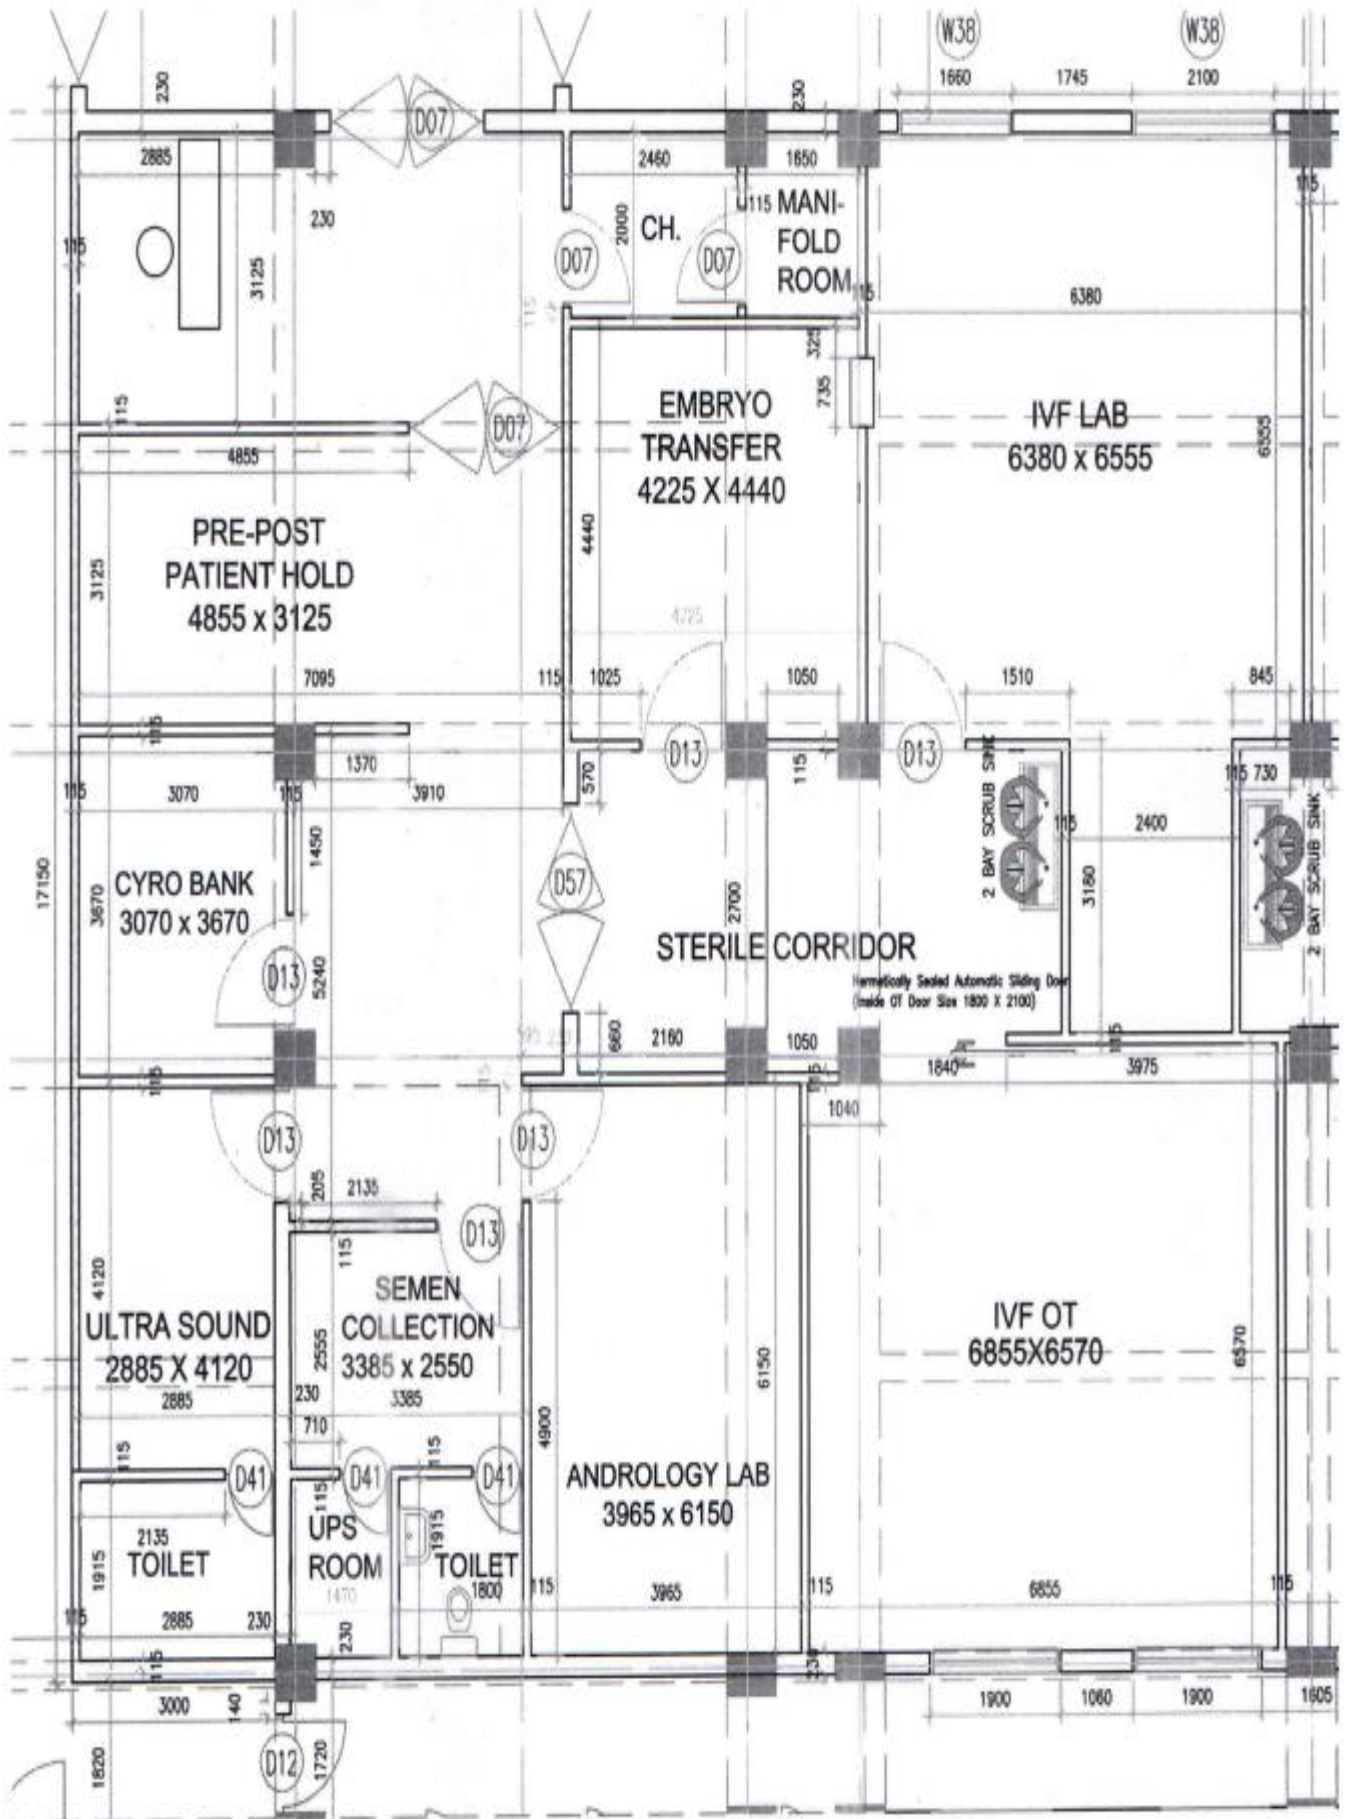 W38
W38
1660
1745
2100
230
230
D07
2885
2460
1650
115
230
2000
CH.
115
MANI-
FOLD
ROOM
D07
D07
115
3125
115
6380
115
325
735
EMBRYO
TRANSFER
4225 X 4440
IVF LAB
6380 x 6555
6555
115
D07
4855
PRE-POST
PATIENT HOLD
4855 x 3125
3125
4440
4225
7095
115
1025
1050
1510
845
115
1370
D13
D13
115
570
115
3070
115
3910
115
730
2 BAY SCRUB SINK
115
2400
2 BAY SCRUB SINK
17150
1450
CYRO BANK
3070 x 3670
3670
D57
2700
3180
STERILE CORRIDOR
D13
5240
Hermetically Sealed Automatic Sliding Door
(Inside OT Door Size 1800 X 2100)
660
2160
1050
115
115
115
115
1840
3975
1040
D13
D13
205
2135
D13
115
4120
SEMEN
COLLECTION
3385 x 2550
ULTRA SOUND
2885 X 4120
2555
IVF OT
6855X6570
6570
6150
2885
230
3385
710
4900
115
115
D41
D41
D41
ANDROLOGY LAB
3965 x 6150
115
UPS
ROOM
1915
2135
TOILET
TOILET
1915
1470
1800
115
3965
115
6855
115
115
2885
230
230
230
115
3000
140
1900
1060
1900
1605
D12
1820
1720